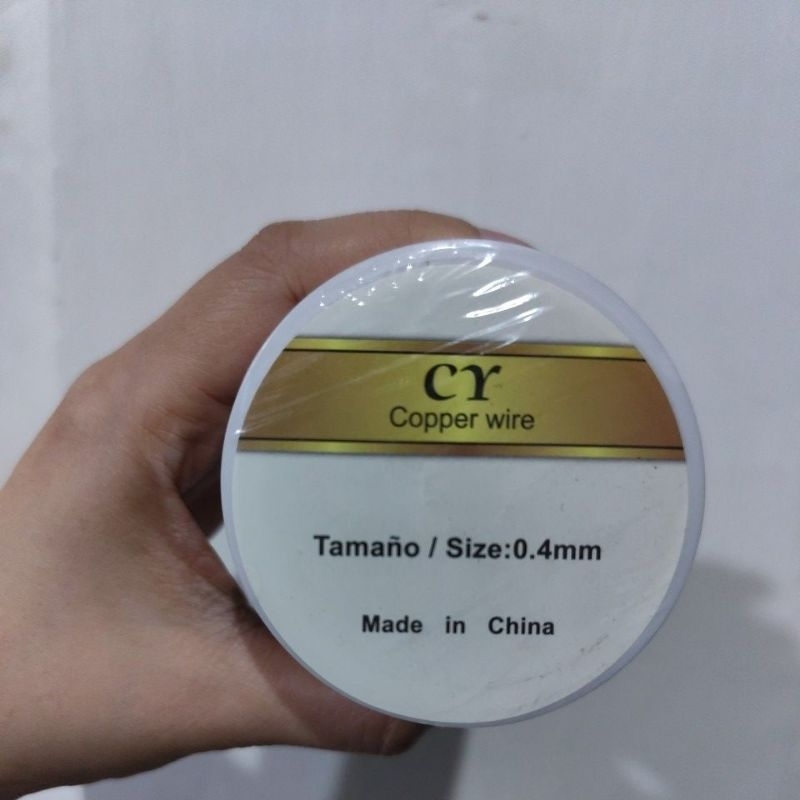 CY
Copper wire
Tamaño / Size:0.4mm
Made in China